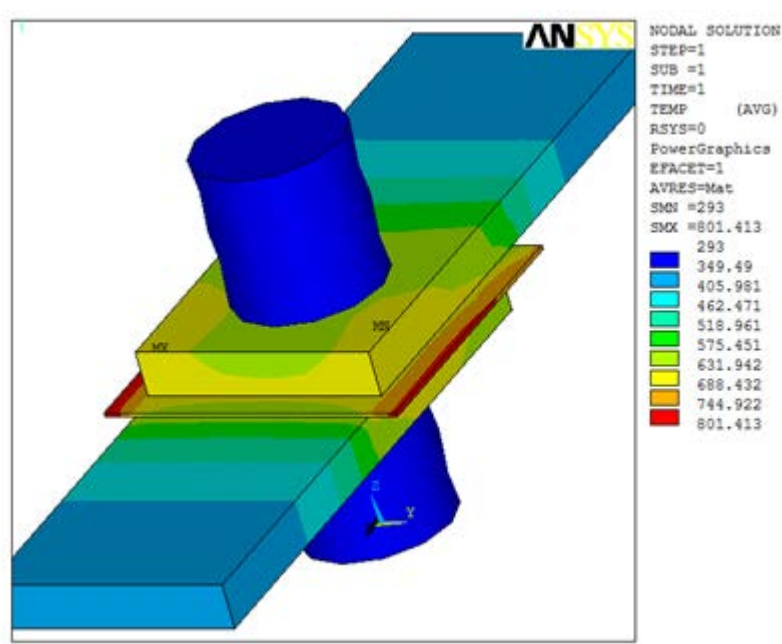 ANSYS
NODAL SOLUTION
STEP=1
SUB =1
TIME=1
TEMP (AVG)
RSYS=0
PowerGraphics
EFACET=1
AVRES=Mat
SMN =293
SMX =801.413
293
349.49
405.981
462.471
518.961
575.451
631.942
688.432
744.922
801.413
MN
MX
Z
Y